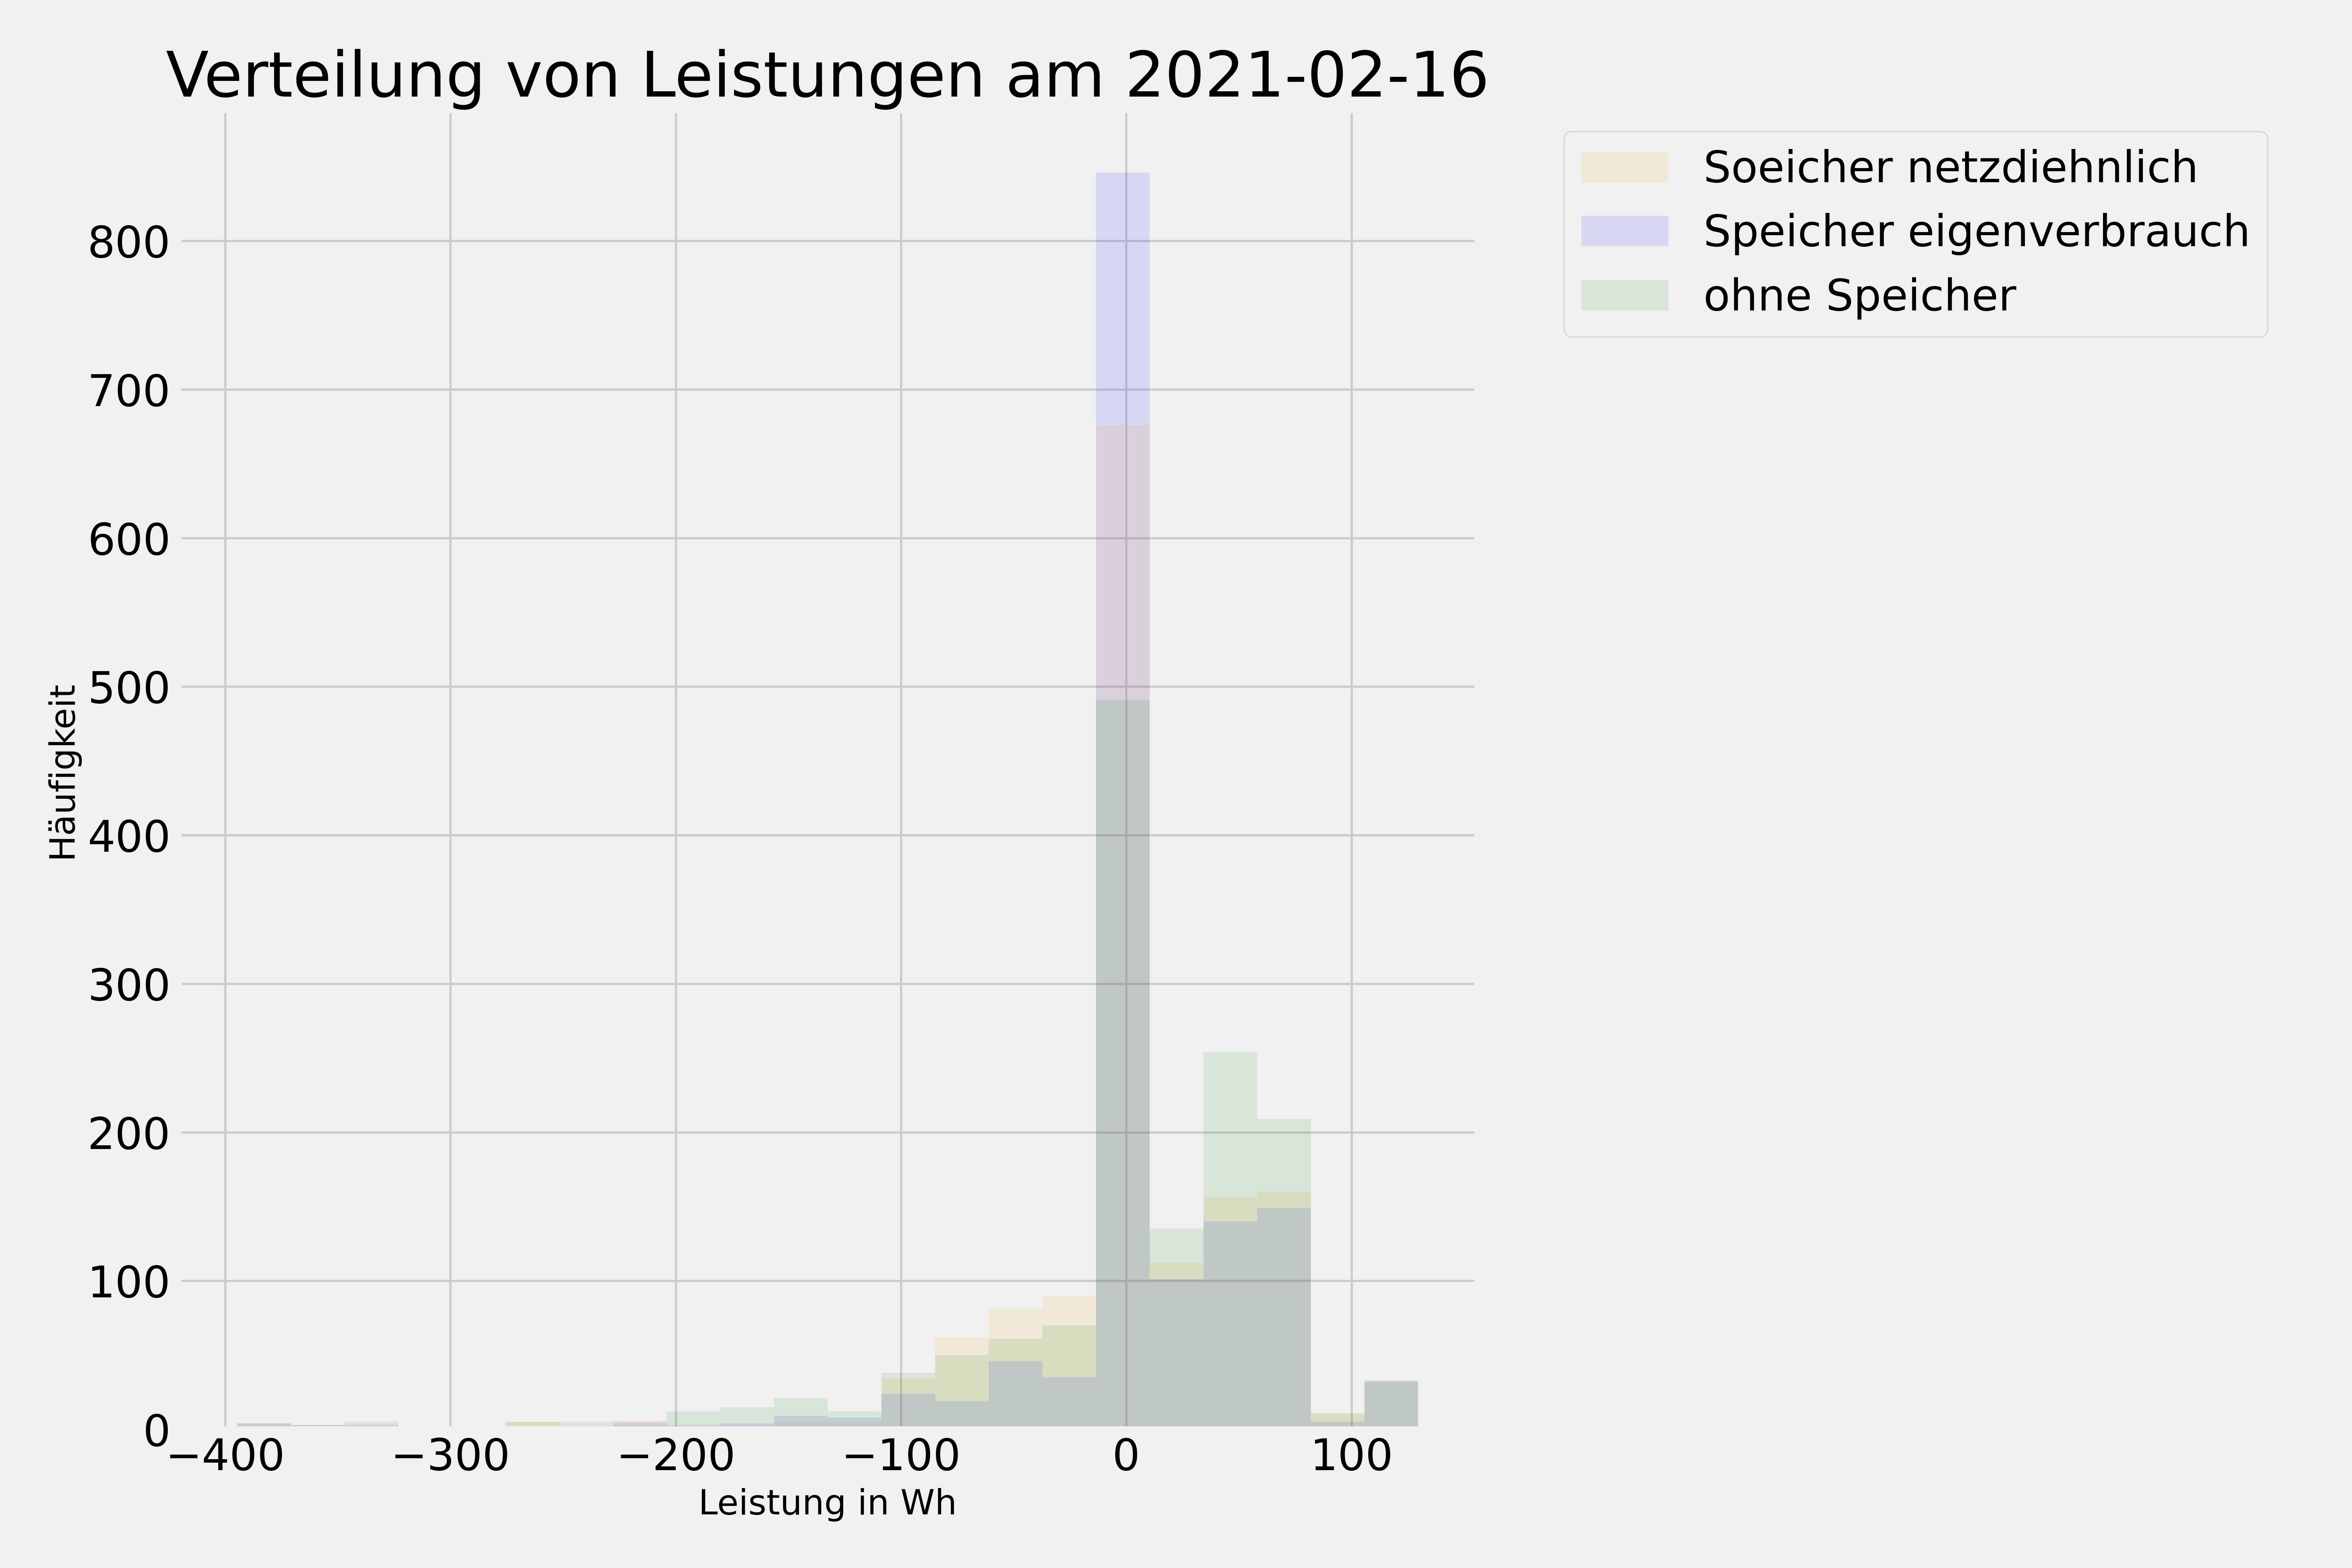 Verteilung von Leistungen am 2021-02-16
Soeicher netzdiehnlich
Speicher eigenverbrauch
ohne Speicher
800
700
600
500
400
300
200
100
0
Häufigkeit
−400 −300 −200 −100 0 100
Leistung in Wh